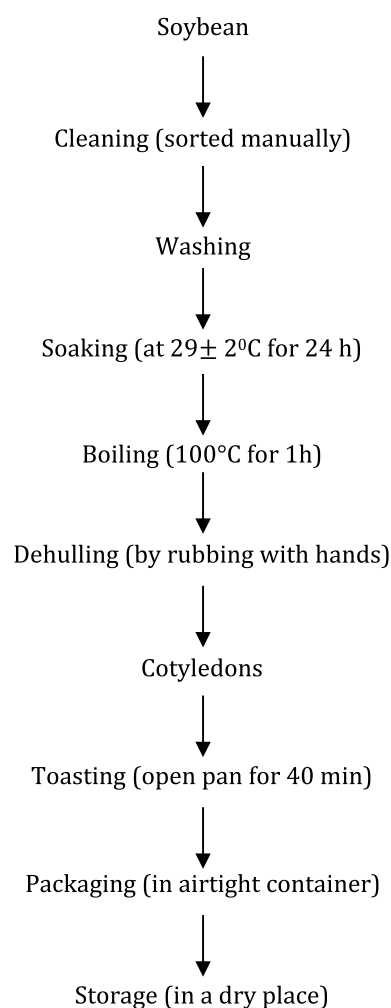 Soybean
Cleaning (sorted manually)
Washing
Soaking (at 29± 2⁰C for 24 h)
Boiling (100°C for 1h)
Dehulling (by rubbing with hands)
Cotyledons
Toasting (open pan for 40 min)
Packaging (in airtight container)
Storage (in a dry place)